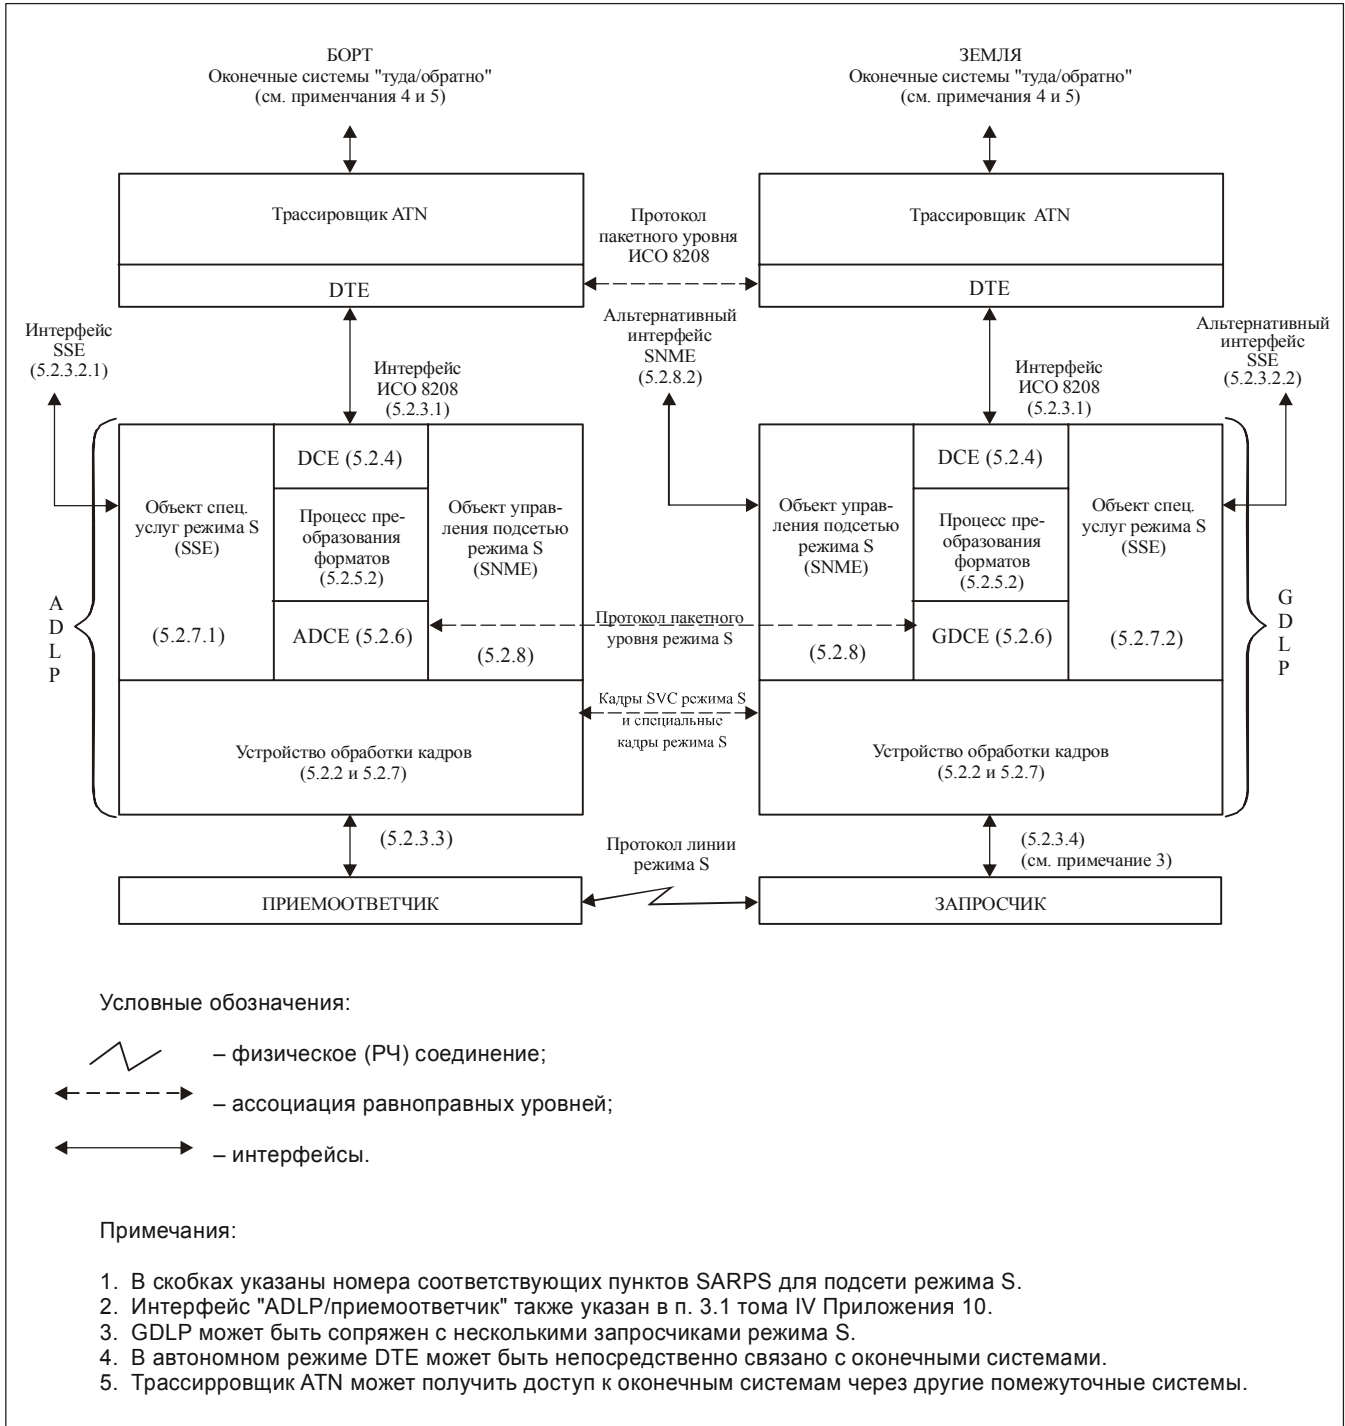 БОРТ
Оконечные системы "туда/обратно"
(см. применчания 4 и 5)
ЗЕМЛЯ
Оконечные системы "туда/обратно"
(см. примечания 4 и 5)
Трассировщик ATN
DTE
Протокол
пакетного уровня
ИСО 8208
Трассировщик ATN
DTE
Интерфейс
SSE
(5.2.3.2.1)
Интерфейс
ИСО 8208
(5.2.3.1)
Альтернативный
интерфейс
SNME
(5.2.8.2)
Интерфейс
ИСО 8208
(5.2.3.1)
Альтернативный
интерфейс
SSE
(5.2.3.2.2)
A
D
L
P
Объект спец.
услуг режима S
(SSE)
(5.2.7.1)
DCE (5.2.4)
Процесс пре-
образования
форматов
(5.2.5.2)
ADCE (5.2.6)
Объект управ-
ления подсетью
режима S
(SNME)
(5.2.8)
Протокол пакетного
уровня режима S
Объект управ-
ления подсетью
режима S
(SNME)
(5.2.8)
DCE (5.2.4)
Процесс пре-
образования
форматов
(5.2.5.2)
GDCE (5.2.6)
Объект спец.
услуг режима S
(SSE)
(5.2.7.2)
G
D
L
P
Устройство обработки кадров
(5.2.2 и 5.2.7)
Кадры SVC режима S
и специальные
кадры режима S
Устройство обработки кадров
(5.2.2 и 5.2.7)
(5.2.3.3)
Протокол линии
режима S
(5.2.3.4)
(см. примечание 3)
ПРИЕМООТВЕТЧИК
ЗАПРОСЧИК
Условные обозначения:
– физическое (РЧ) соединение;
– ассоциация равноправных уровней;
– интерфейсы.
Примечания:
1. В скобках указаны номера соответствующих пунктов SARPS для подсети режима S.
2. Интерфейс "ADLP/приемоответчик" также указан в п. 3.1 тома IV Приложения 10.
3. GDLP может быть сопряжен с несколькими запросчиками режима S.
4. В автономном режиме DTE может быть непосредственно связано с оконечными системами.
5. Трассирровщик ATN может получить доступ к оконечным системам через другие помежуточные системы.